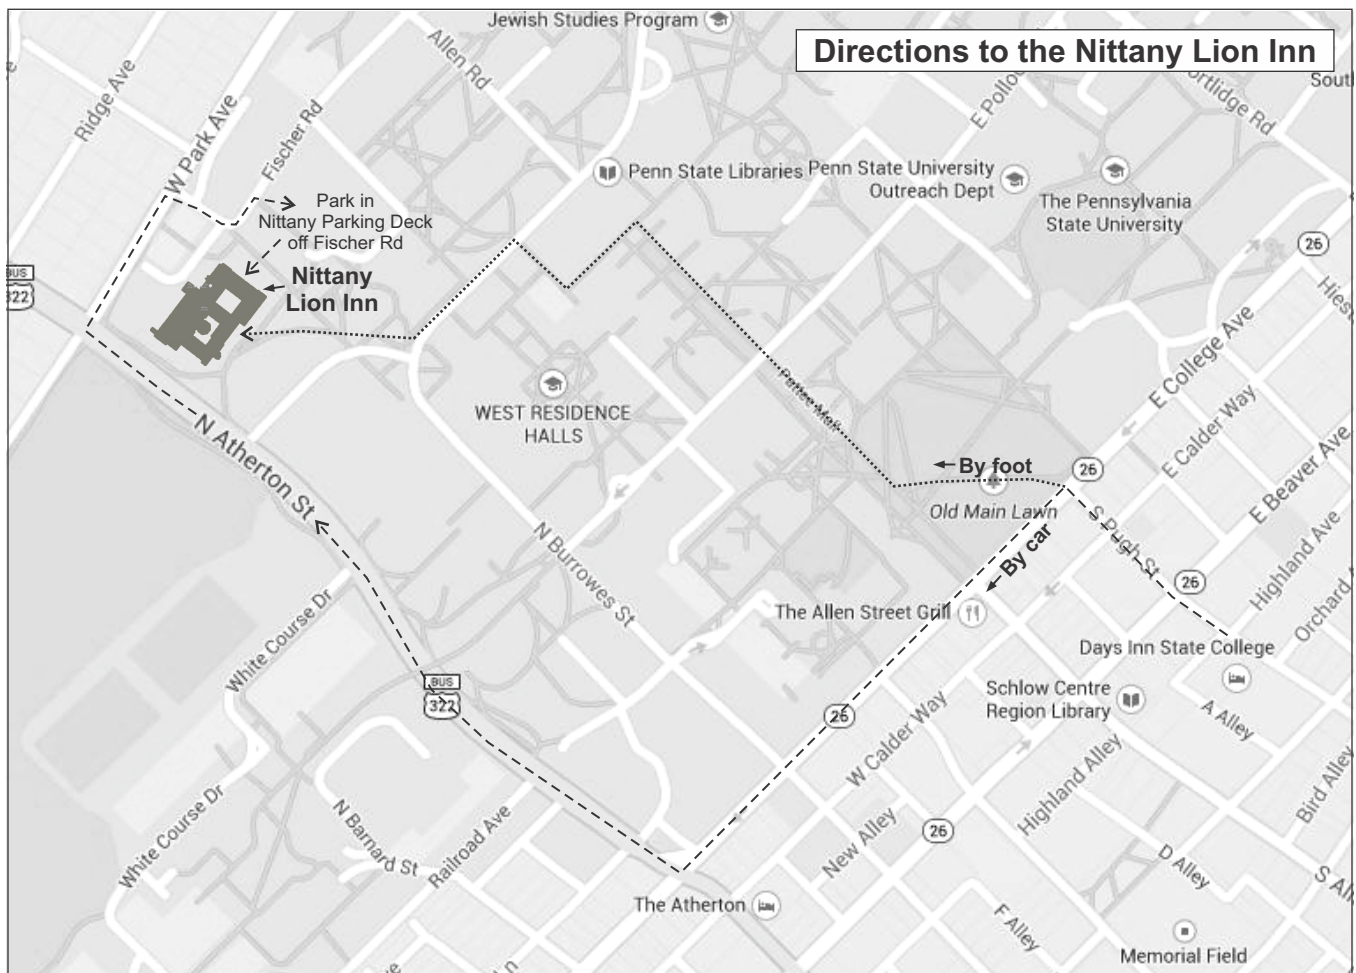 Jewish Studies Program
Directions to the Nittany Lion Inn
Allen Rd
Ridge Ave
W Park Ave
Fischer Rd
E Pollo
ortlidge Rd
Sout
Penn State Libraries
Penn State University
Outreach Dept
The Pennsylvania
State University
Park in
Nittany Parking Deck
off Fischer Rd
Nittany
Lion Inn
BUS
322
26
Hiest
E College Ave
E Calder Way
E Beaver Ave
WEST RESIDENCE
HALLS
Pattee Mall
N Atherton St
By foot
26
Old Main Lawn
S Pugh St
By car
26
Highland Ave
Orchard A
N Burrowes St
The Allen Street Grill
Days Inn State College
White Course Dr
BUS
322
Schlow Centre
Region Library
A Alley
26
W Calder Way
Highland Alley
Bird Alley
White Course Dr
N Barnard St
Railroad Ave
New Alley
26
D Alley
S All
The Atherton
F Alley
Memorial Field